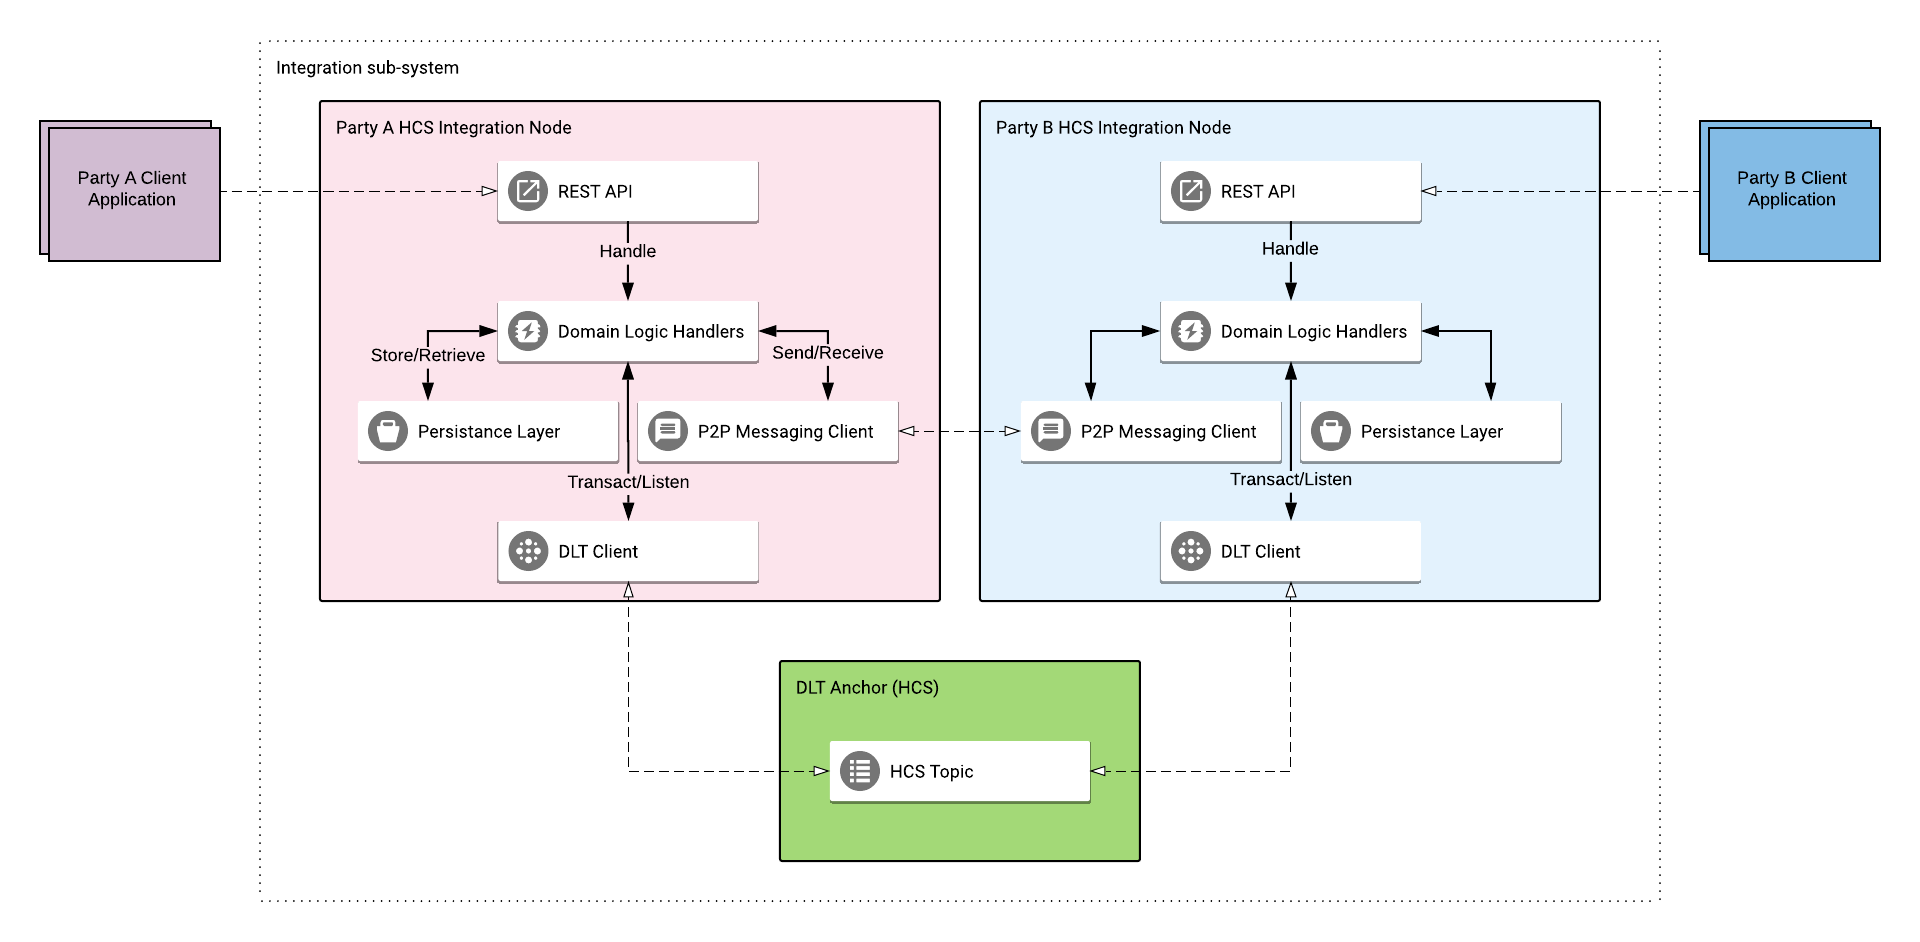 Integration sub-system
Party A Client
Application
Party A HCS Integration Node
REST API
Handle
Domain Logic Handlers
Store/Retrieve
Send/Receive
Persistance Layer
P2P Messaging Client
Transact/Listen
DLT Client
Party B HCS Integration Node
REST API
Handle
Domain Logic Handlers
P2P Messaging Client
Persistance Layer
Transact/Listen
DLT Client
Party B Client
Application
DLT Anchor (HCS)
HCS Topic